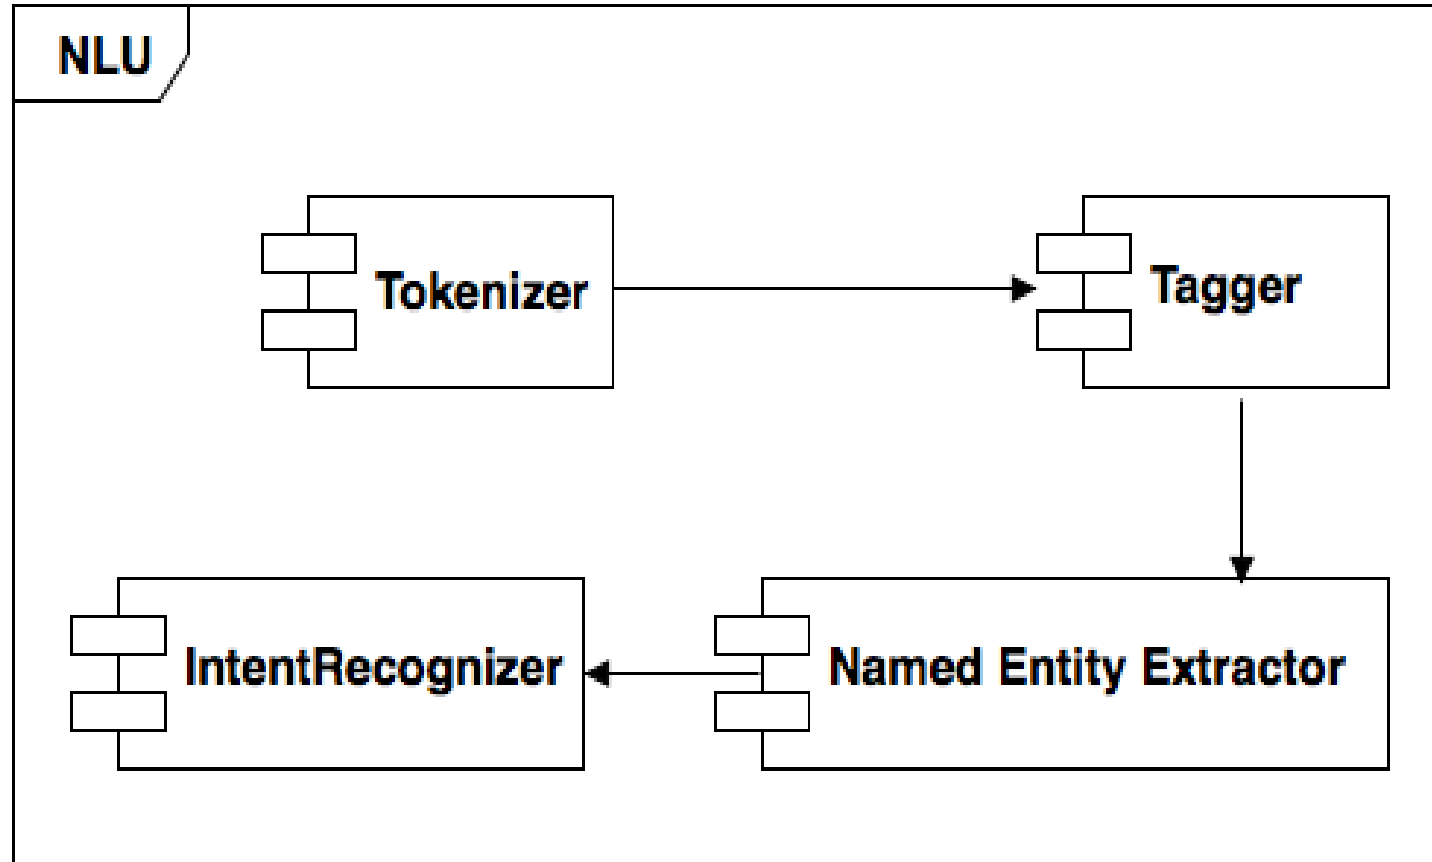 NLU
Tokenizer
Tagger
IntentRecognizer
Named Entity Extractor